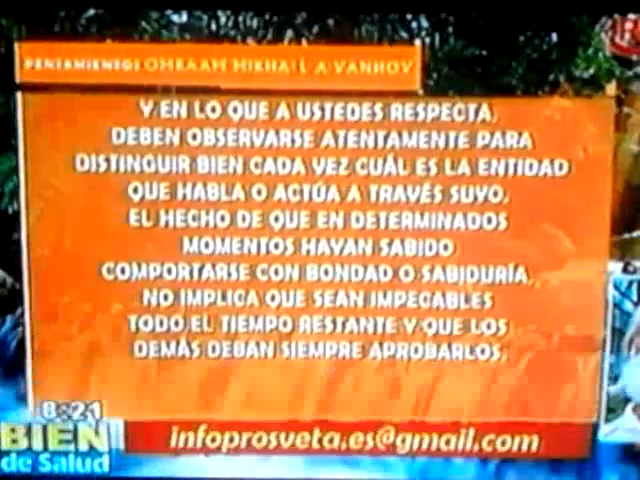 PENSAMIENTOS OMRAAM MIKHAËL AÏVANHOV
Y EN LO QUE A USTEDES RESPECTA,
DEBEN OBSERVARSE ATENTAMENTE PARA
DISTINGUIR BIEN CADA VEZ CUÁL ES LA ENTIDAD
QUE HABLA O ACTÚA A TRAVÉS SUYO.
EL HECHO DE QUE EN DETERMINADOS
MOMENTOS HAYAN SABIDO
COMPORTARSE CON BONDAD O SABIDURÍA,
NO IMPLICA QUE SEAN IMPECABLES
TODO EL TIEMPO RESTANTE Y QUE LOS
DEMÁS DEBAN SIEMPRE APROBARLOS.
8:21
BIEN
de Salud
infoprosveta.es@gmail.com